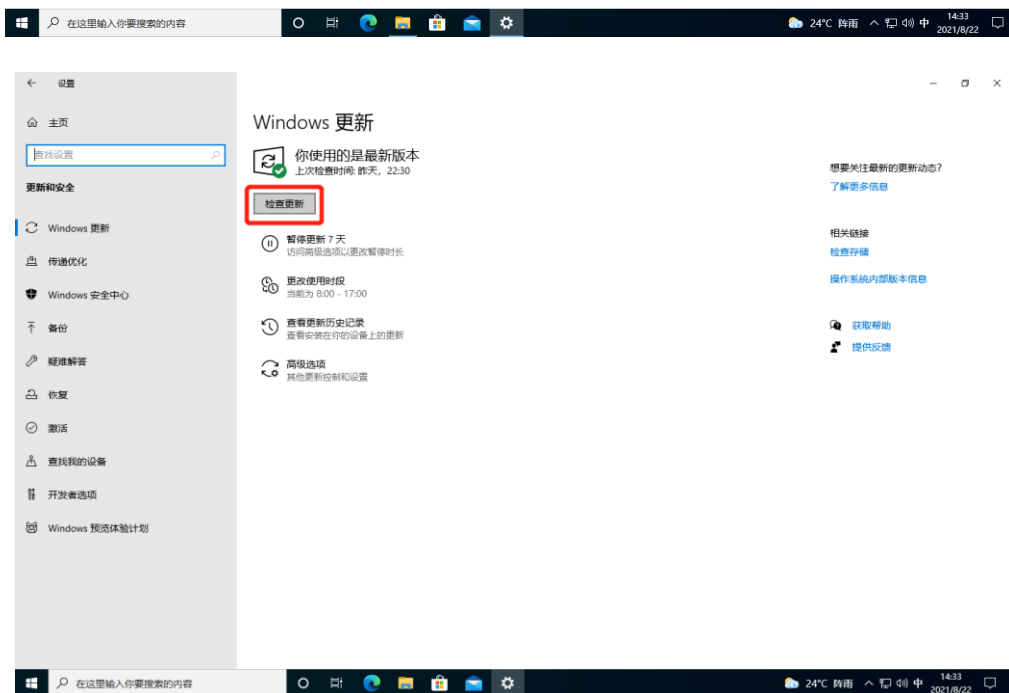 在这里输入你要搜索的内容
24°C 阵雨
中
14:33
2021/8/22
设置
主页
查找设置
更新和安全
Windows 更新
传递优化
Windows 安全中心
备份
疑难解答
恢复
激活
查找我的设备
开发者选项
Windows 预览体验计划
Windows 更新
你使用的是最新版本
上次检查时间: 昨天，22:30
检查更新
暂停更新 7 天
访问高级选项以更改暂停时长
更改使用时段
当前为 8:00 - 17:00
查看更新历史记录
查看安装在你的设备上的更新
高级选项
其他更新控制和设置
想要关注最新的更新动态?
了解更多信息
相关链接
检查存储
操作系统内部版本信息
获取帮助
提供反馈
在这里输入你要搜索的内容
24°C 阵雨
中
14:33
2021/8/22